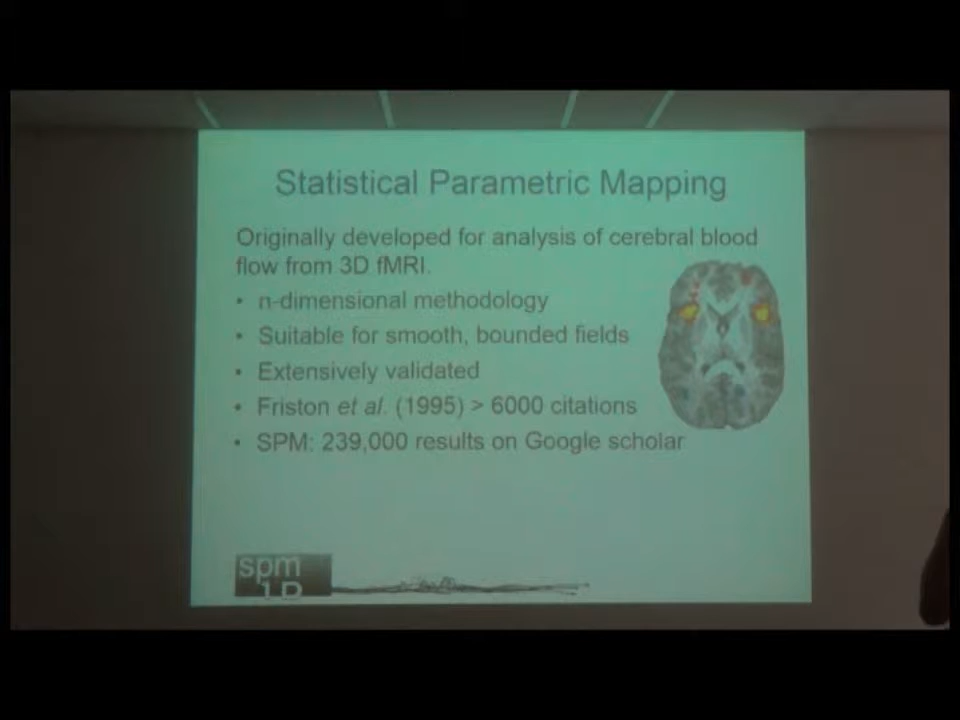 Statistical Parametric Mapping
Originally developed for analysis of cerebral blood
flow from 3D fMRI.
• n-dimensional methodology
• Suitable for smooth, bounded fields
• Extensively validated
• Friston et al. (1995) > 6000 citations
• SPM: 239,000 results on Google scholar
spm
1D